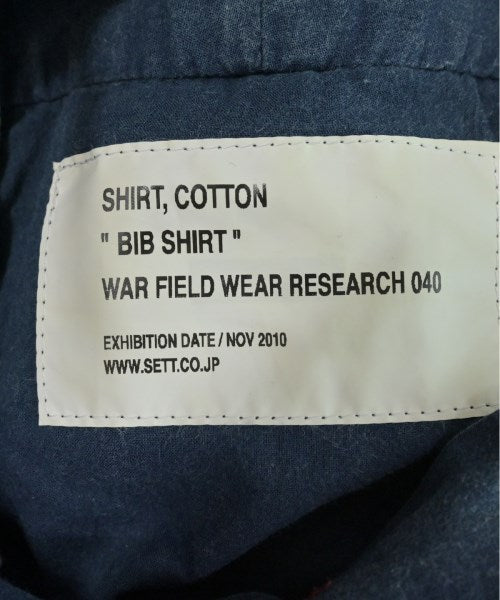 SHIRT, COTTON
" BIB SHIRT "
WAR FIELD WEAR RESEARCH 040
EXHIBITION DATE / NOV 2010
WWW.SETT.CO.JP